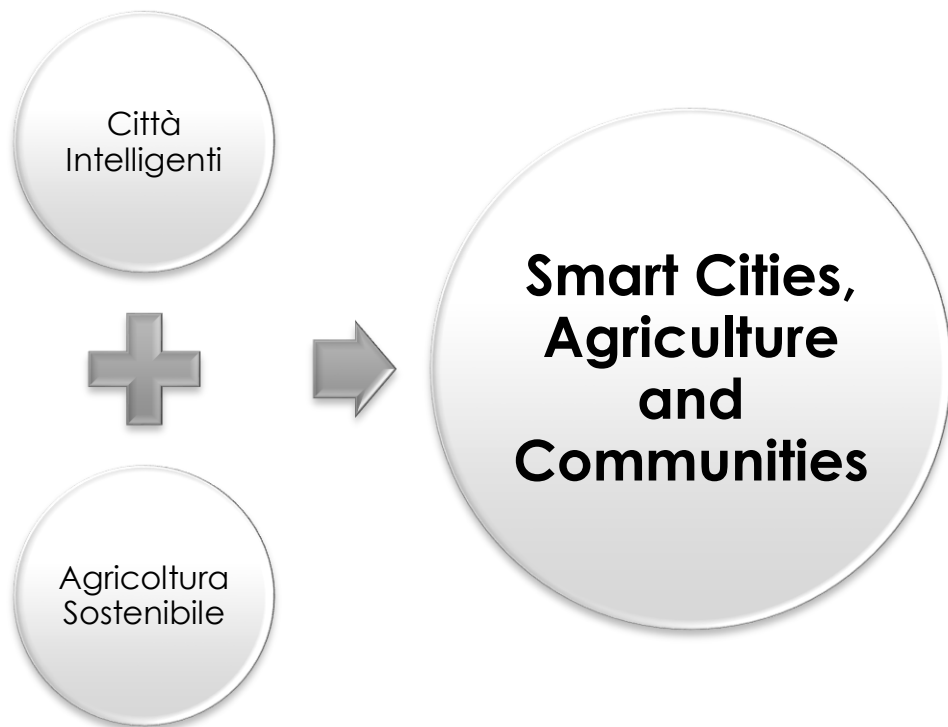 Città
Intelligenti
Agricoltura
Sostenibile
Smart Cities,
Agriculture
and
Communities